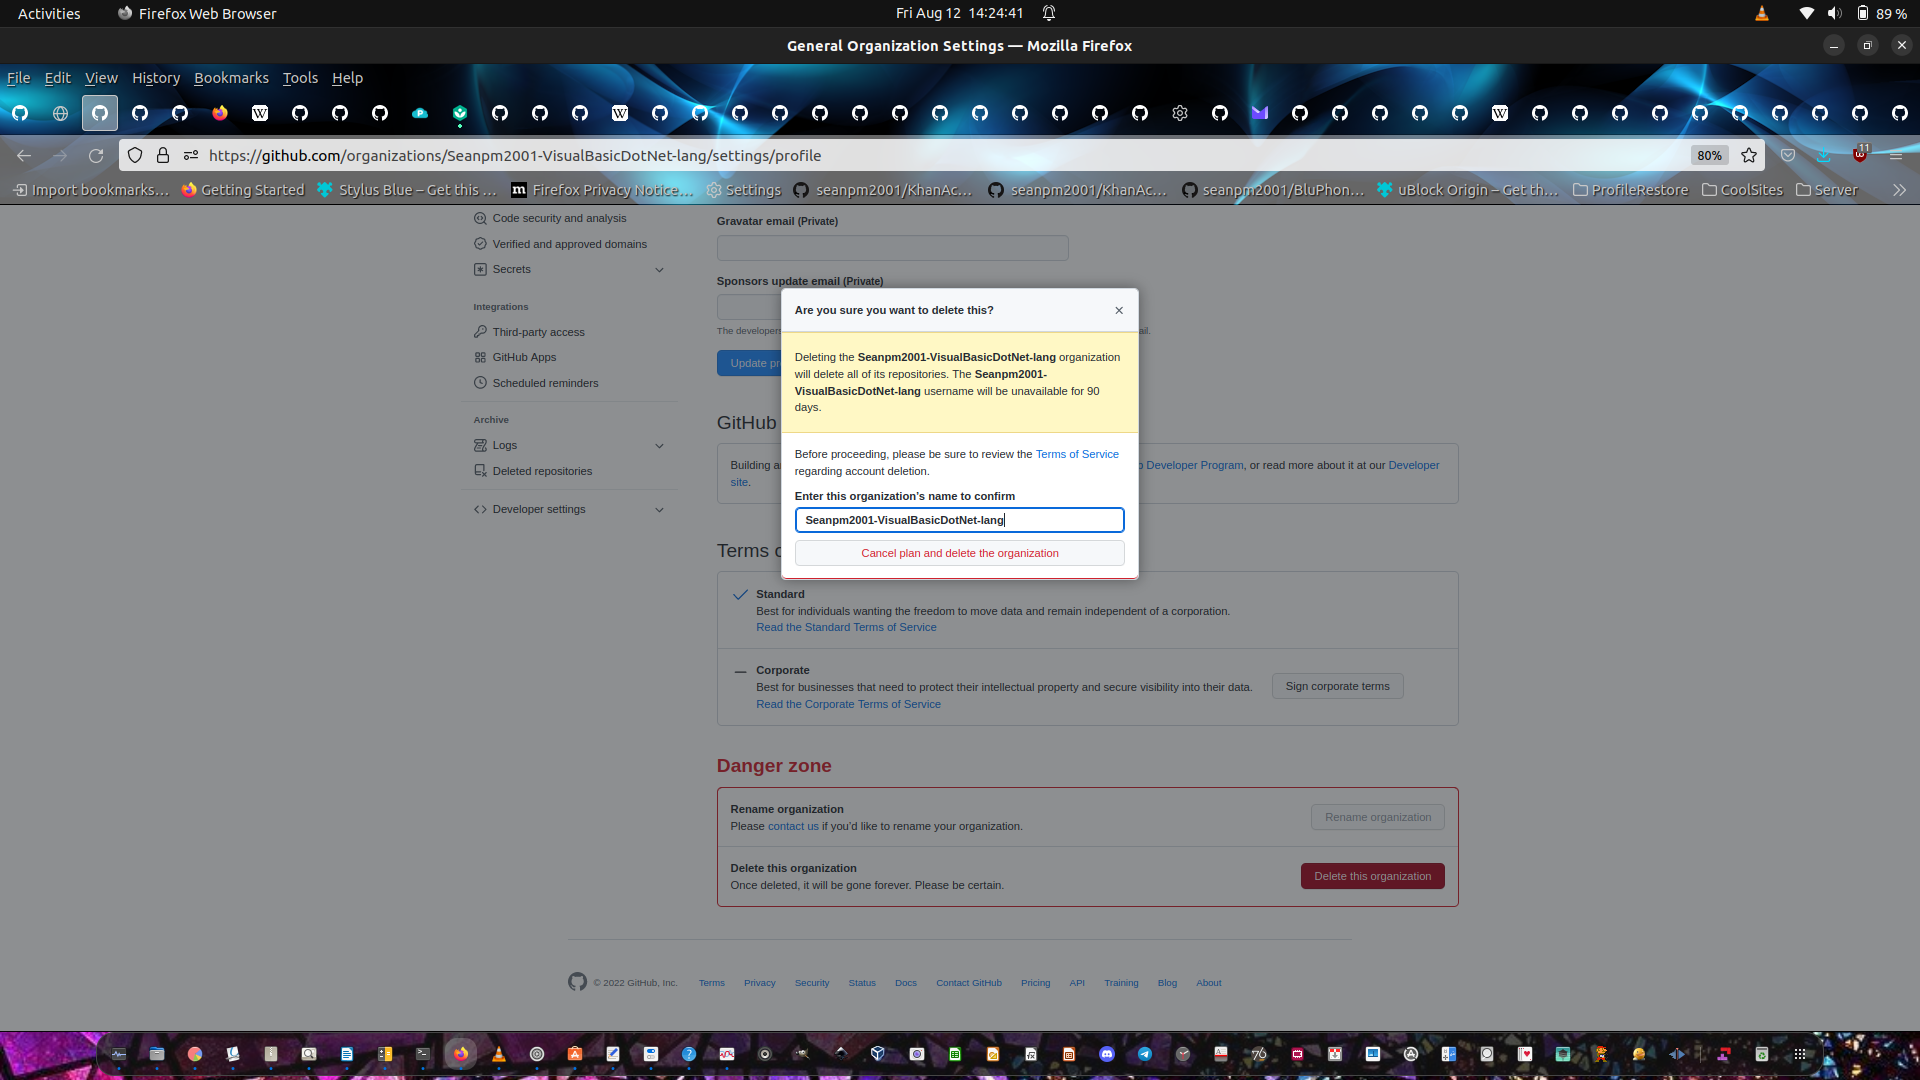 Activities
Firefox Web Browser
Fri Aug 12 14:24:41
89 %
General Organization Settings — Mozilla Firefox
File Edit View History Bookmarks Tools Help
https://github.com/organizations/Seanpm2001-VisualBasicDotNet-lang/settings/profile
80%
11
Import bookmarks…
Getting Started
Stylus Blue – Get this …
Firefox Privacy Notice…
Settings
seanpm2001/KhanAc…
seanpm2001/KhanAc…
seanpm2001/BluPhon…
uBlock Origin – Get th…
ProfileRestore
CoolSites
Server
Code security and analysis
Verified and approved domains
Secrets
Integrations
Third-party access
GitHub Apps
Scheduled reminders
Archive
Logs
Deleted repositories
Developer settings
Gravatar email (Private)
Sponsors update email (Private)
The developer
ail.
Update pr
Are you sure you want to delete this?
Deleting the Seanpm2001-VisualBasicDotNet-lang organization
will delete all of its repositories. The Seanpm2001-
VisualBasicDotNet-lang username will be unavailable for 90
days.
Before proceeding, please be sure to review the Terms of Service
regarding account deletion.
Enter this organization's name to confirm
Seanpm2001-VisualBasicDotNet-lang
Cancel plan and delete the organization
GitHub
Building a
Developer Program, or read more about it at our Developer
site.
Terms o
Standard
Best for individuals wanting the freedom to move data and remain independent of a corporation.
Read the Standard Terms of Service
Corporate
Best for businesses that need to protect their intellectual property and secure visibility into their data.
Read the Corporate Terms of Service
Sign corporate terms
Danger zone
Rename organization
Please contact us if you'd like to rename your organization.
Rename organization
Delete this organization
Once deleted, it will be gone forever. Please be certain.
Delete this organization
© 2022 GitHub, Inc.
Terms
Privacy
Security
Status
Docs
Contact GitHub
Pricing
API
Training
Blog
About